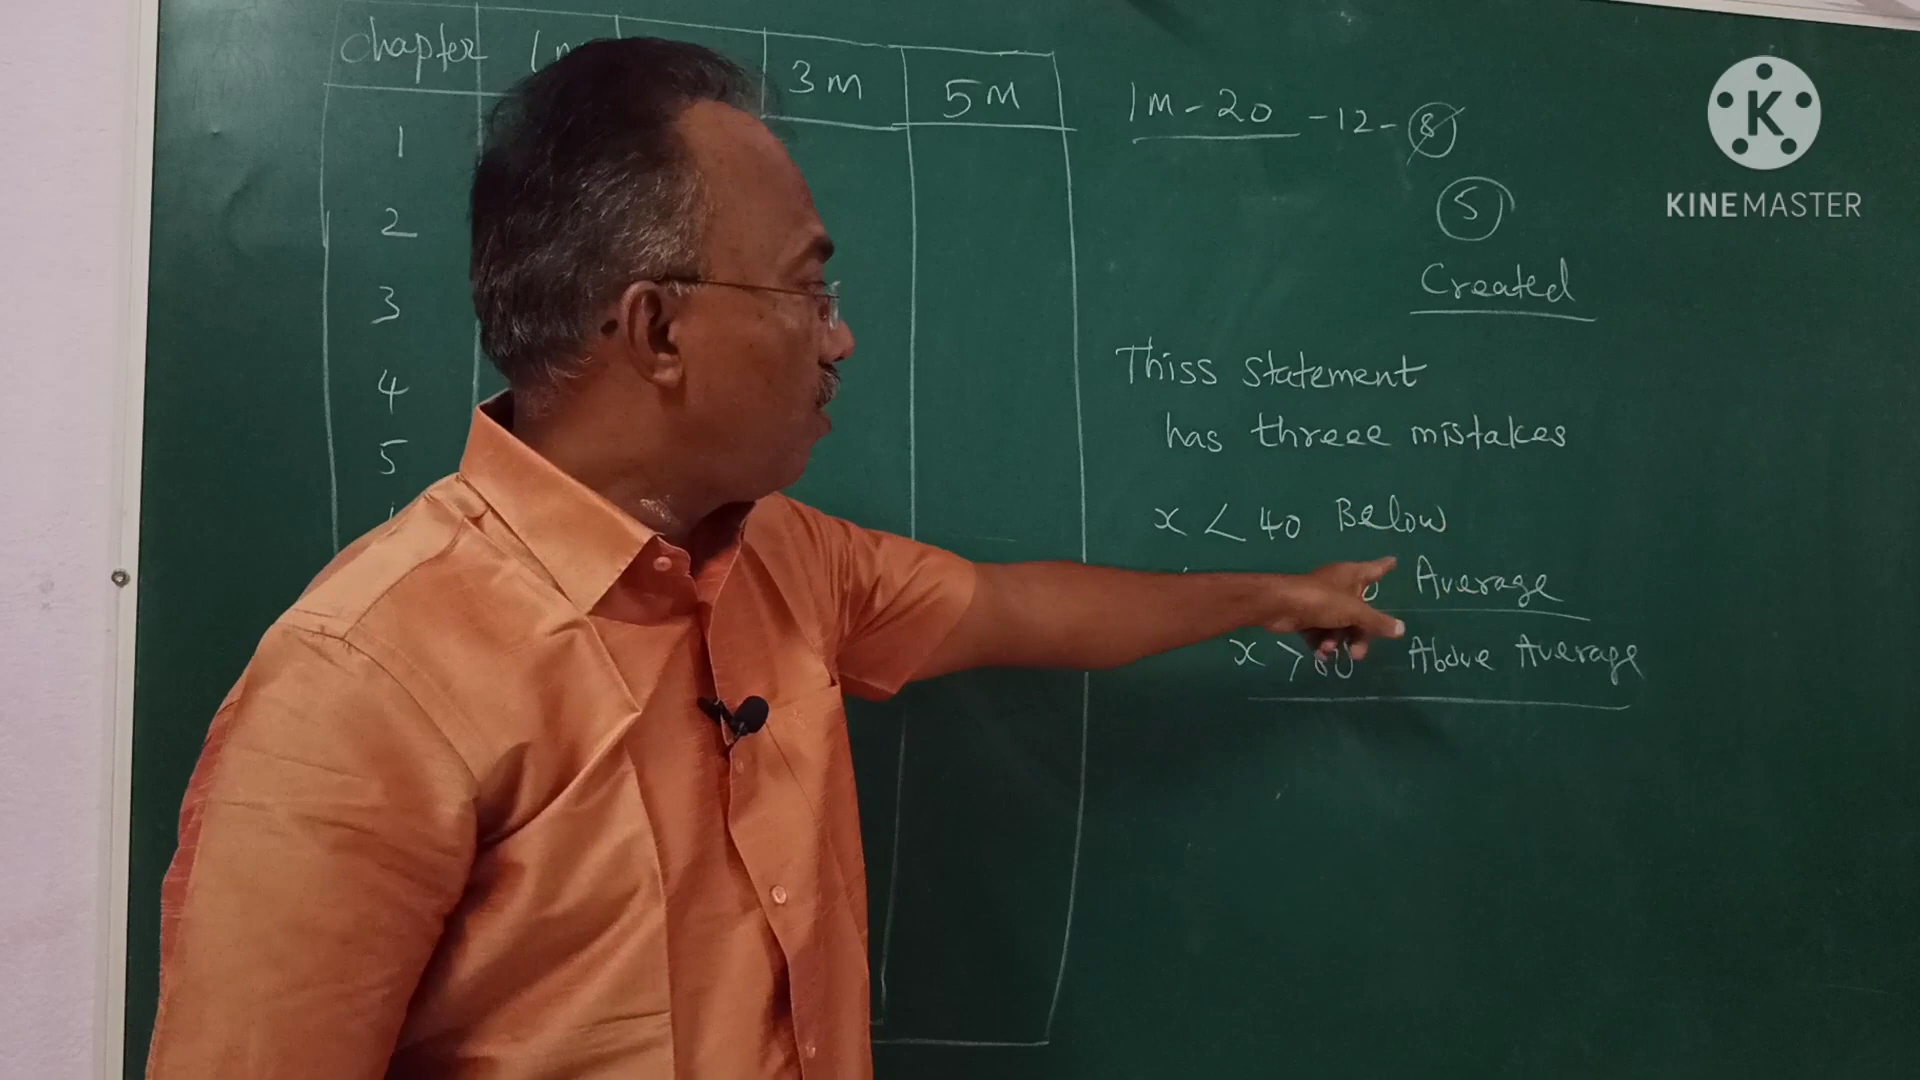 chapter
3m
5M
1
2
3
4
5
1M - 20 - 12 - 8
5
Created
Thiss statement
has threee mistakes
x < 40 Below
Average
x > Above Average
KINEMASTER